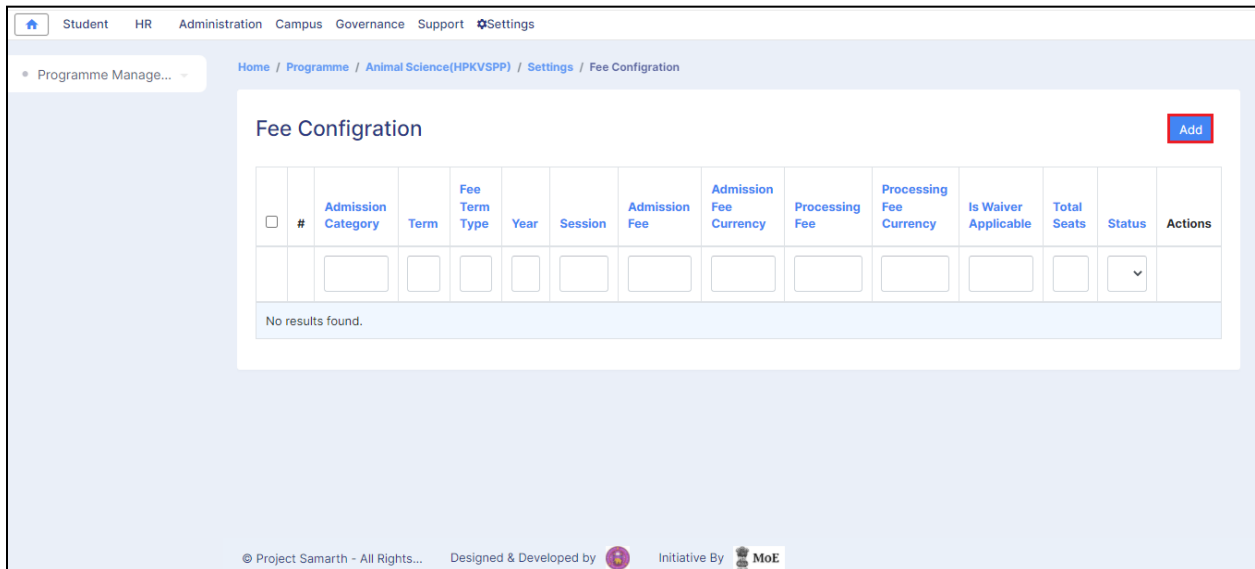 Student HR Administration Campus Governance Support Settings
Programme Manage...
Home / Programme / Animal Science(HPKVSPP) / Settings / Fee Configration
Fee Configration
Add
# Admission Category Term Fee Term Type Year Session Admission Fee Admission Fee Currency Processing Fee Processing Fee Currency Is Waiver Applicable Total Seats Status Actions
No results found.
© Project Samarth - All Rights... Designed & Developed by Initiative By MoE